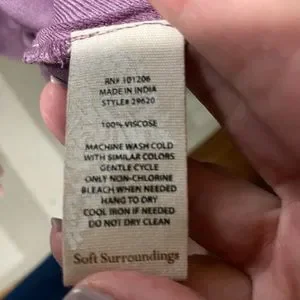 RN# 101206
MADE IN INDIA
STYLE# 29620
100% VISCOSE
MACHINE WASH COLD
WITH SIMILAR COLORS
GENTLE CYCLE
ONLY NON-CHLORINE
BLEACH WHEN NEEDED
HANG TO DRY
COOL IRON IF NEEDED
DO NOT DRY CLEAN
Soft Surroundings